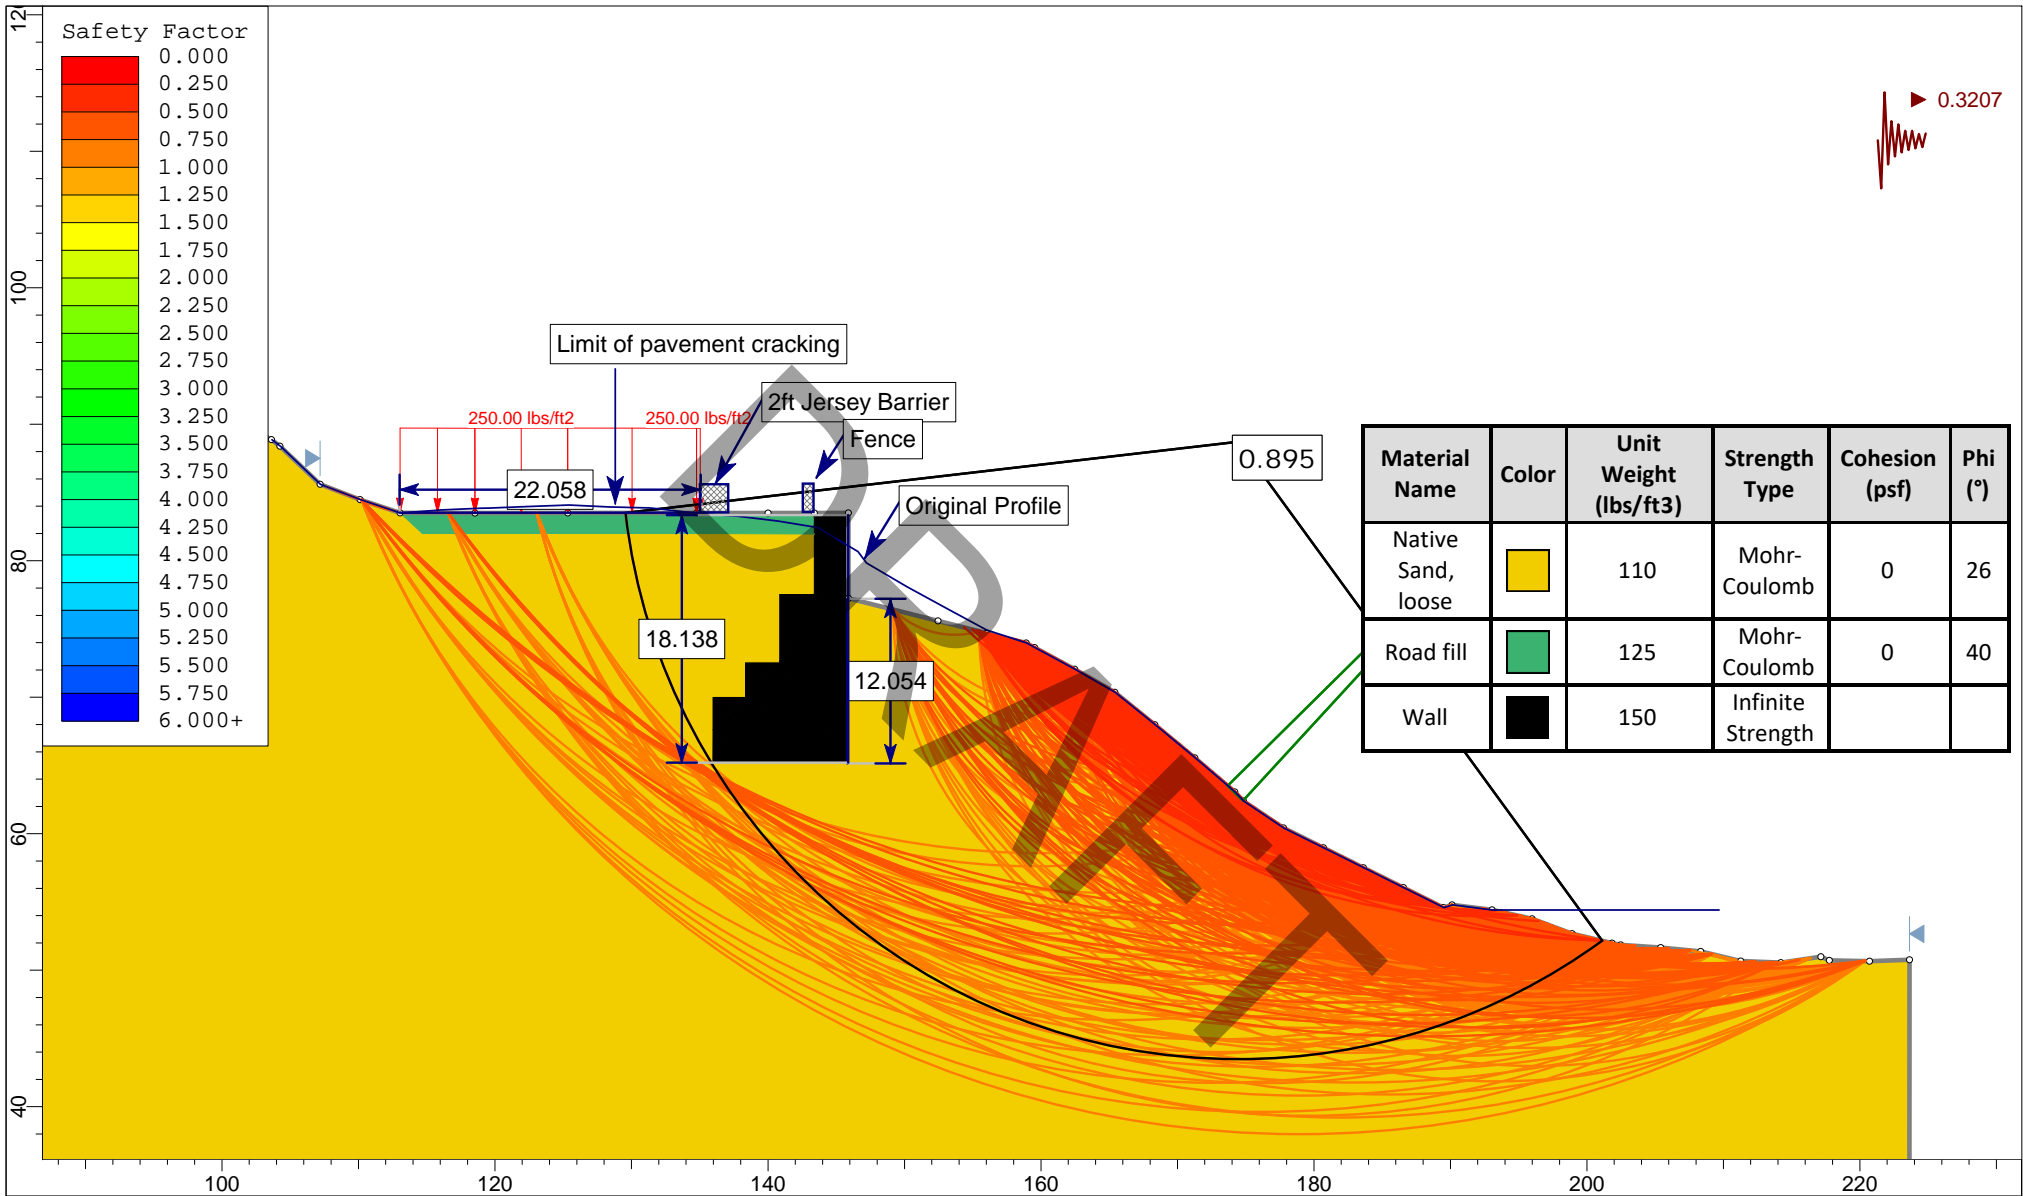 Safety Factor
0.000
0.250
0.500
0.750
1.000
1.250
1.500
1.750
2.000
2.250
2.500
2.750
3.000
3.250
3.500
3.750
4.000
4.250
4.500
4.750
5.000
5.250
5.500
5.750
6.000+
0.3207
Limit of pavement cracking
2ft Jersey Barrier
250.00 lbs/ft2
250.00 lbs/ft2
Fence
22.058
0.895
Original Profile
18.138
12.054
Material Name
Color
Unit Weight (lbs/ft3)
Strength Type
Cohesion (psf)
Phi (°)
Native Sand, loose
110
Mohr-Coulomb
0
26
Road fill
125
Mohr-Coulomb
0
40
Wall
150
Infinite Strength
DRAFT
120
100
80
60
40
100
120
140
160
180
200
220